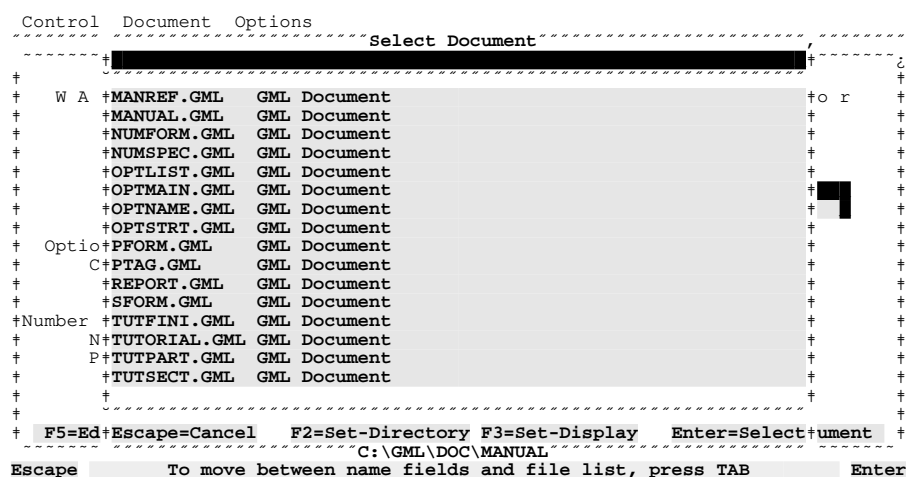 Control Document Options
Select Document
W A MANREF.GML GML Document o r
MANUAL.GML GML Document
NUMFORM.GML GML Document
NUMSPEC.GML GML Document
OPTLIST.GML GML Document
OPTMAIN.GML GML Document
OPTNAME.GML GML Document
OPTSTRT.GML GML Document
Optio PFORM.GML GML Document
C PTAG.GML GML Document
REPORT.GML GML Document
SFORM.GML GML Document
Number TUTFINI.GML GML Document
N TUTORIAL.GML GML Document
P TUTPART.GML GML Document
TUTSECT.GML GML Document
F5=Ed Escape=Cancel F2=Set-Directory F3=Set-Display Enter=Select ument
C:\GML\DOC\MANUAL
Escape To move between name fields and file list, press TAB Enter